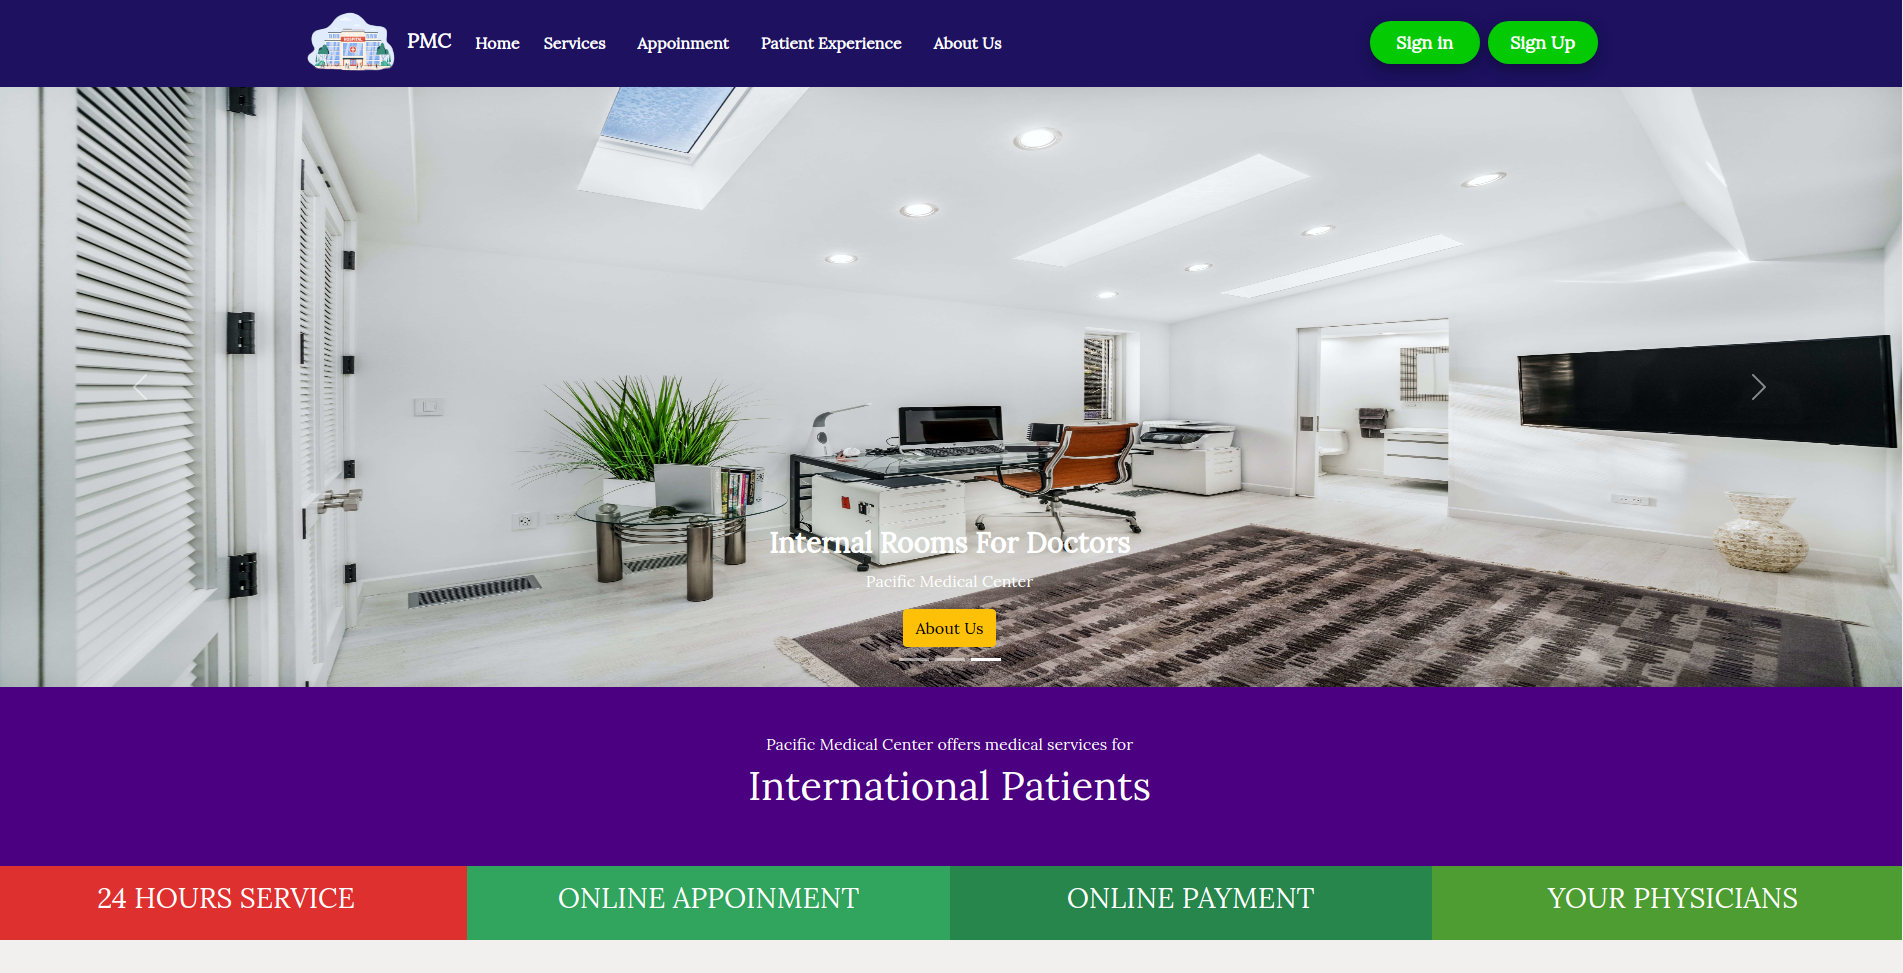 HOSPITAL
PMC
Home
Services
Appoinment
Patient Experience
About Us
Sign in
Sign Up
Internal Rooms For Doctors
Pacific Medical Center
About Us
Pacific Medical Center offers medical services for
International Patients
24 HOURS SERVICE
ONLINE APPOINMENT
ONLINE PAYMENT
YOUR PHYSICIANS